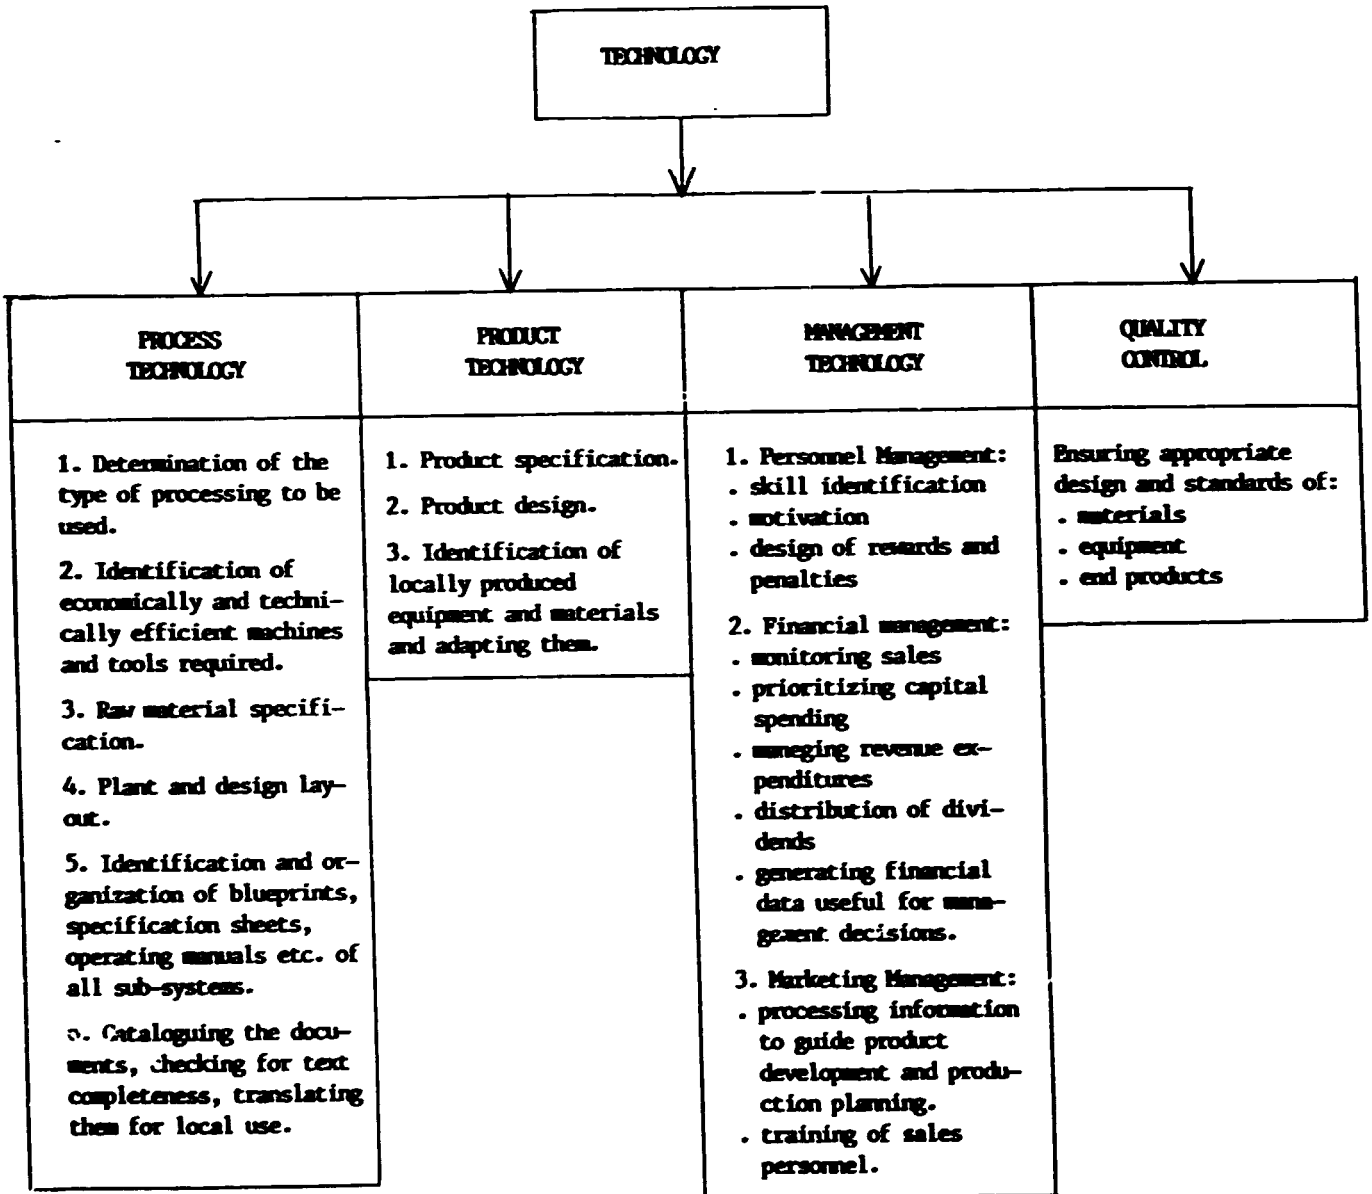 TECHNOLOGY
PROCESS
TECHNOLOGY
PRODUCT
TECHNOLOGY
MANAGEMENT
TECHNOLOGY
QUALITY
CONTROL
1. Determination of the
type of processing to be
used.
2. Identification of
economically and techni-
cally efficient machines
and tools required.
3. Raw material specifi-
cation.
4. Plant and design lay-
out.
5. Identification and or-
ganization of blueprints,
specification sheets,
operating manuals etc. of
all sub-systems.
Cataloguing the docu-
ments, checking for text
completeness, translating
them for local use.
1. Product specification.
2. Product design.
3. Identification of
locally produced
equipment and materials
and adapting them.
1. Personnel Management:
. skill identification
. motivation
. design of rewards and
penalties
2. Financial management:
. monitoring sales
. prioritizing capital
spending
. maneging revenue ex-
penditures
. distribution of divi-
dends
. generating financial
data useful for mana-
gement decisions.
3. Marketing Management:
. processing information
to guide product
development and produ-
ction planning.
. training of sales
personnel.
Ensuring appropriate
design and standards of:
. materials
. equipment
. end products